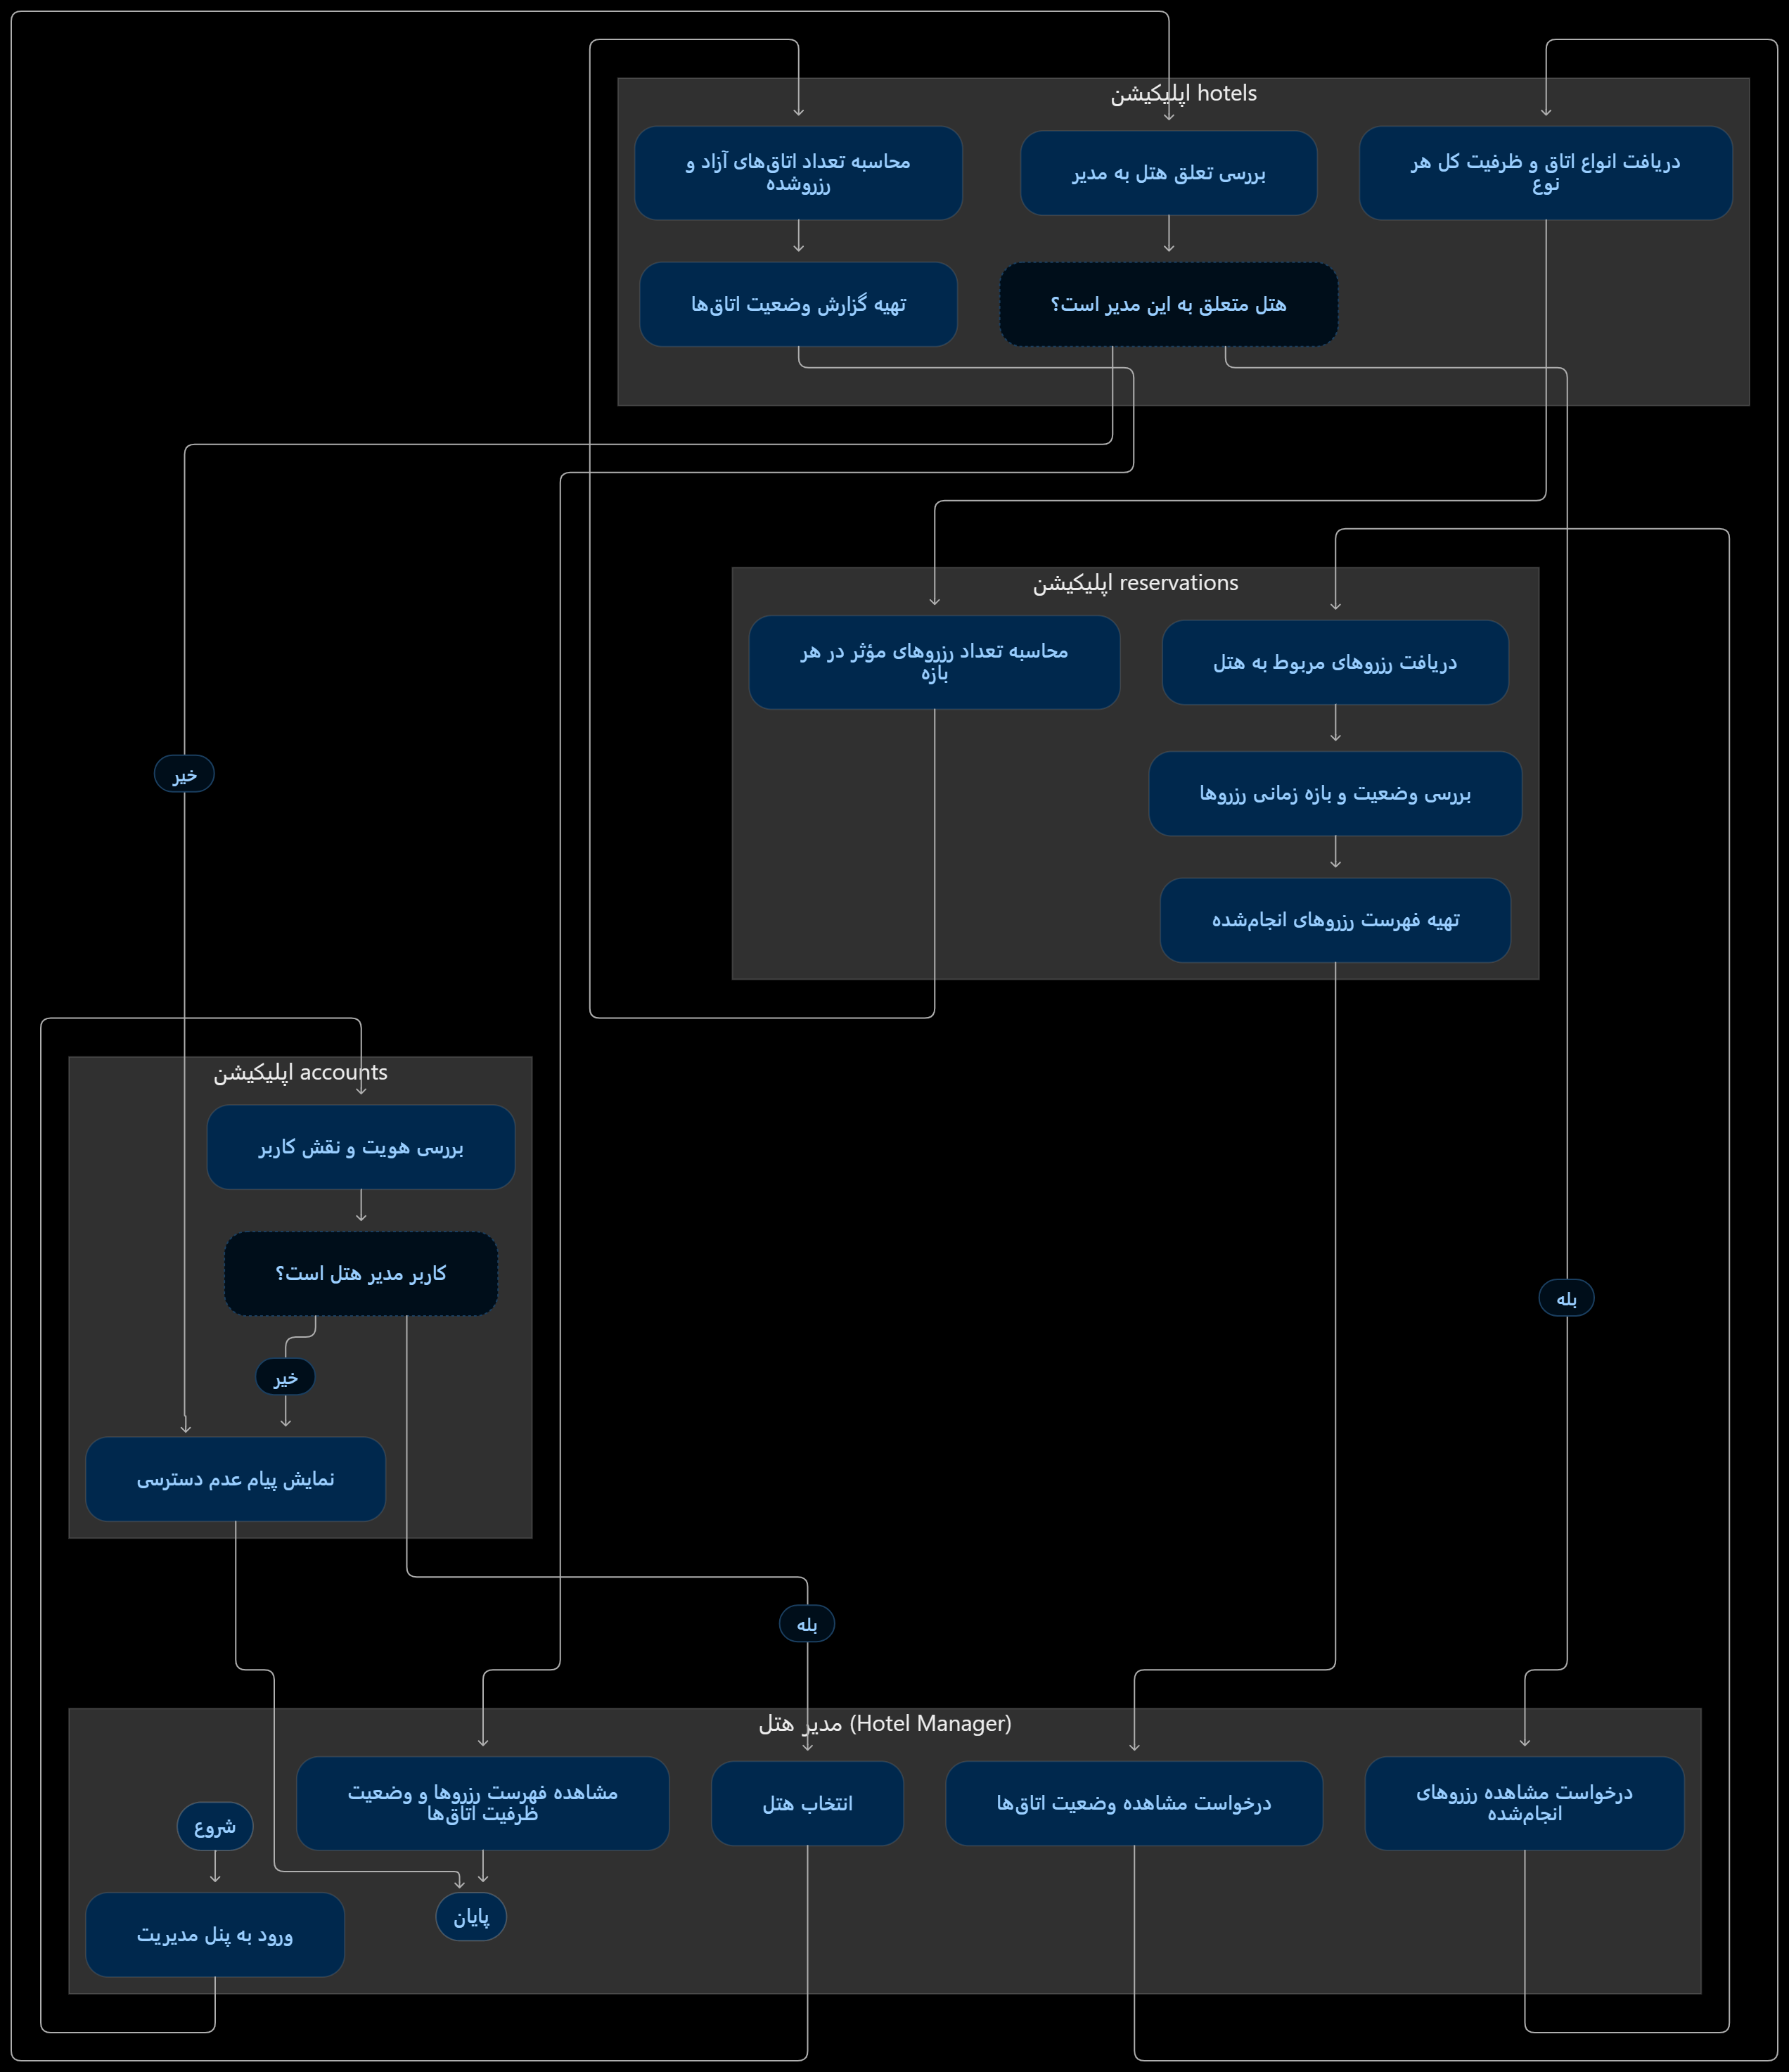 اپلیکیشن hotels
دریافت انواع اتاق و ظرفیت کل هر
نوع
بررسی تعلق هتل به مدیر
محاسبه تعداد اتاق‌های آزاد و
رزروشده
هتل متعلق به این مدیر است؟
تهیه گزارش وضعیت اتاق‌ها
اپلیکیشن reservations
دریافت رزروهای مربوط به هتل
محاسبه تعداد رزروهای مؤثر در هر
بازه
بررسی وضعیت و بازه زمانی رزروها
خیر
تهیه فهرست رزروهای انجام‌شده
اپلیکیشن accounts
بررسی هویت و نقش کاربر
کاربر مدیر هتل است؟
بله
خیر
نمایش پیام عدم دسترسی
بله
مدیر هتل (Hotel Manager)
درخواست مشاهده رزروهای
انجام‌شده
درخواست مشاهده وضعیت اتاق‌ها
انتخاب هتل
مشاهده فهرست رزروها و وضعیت
ظرفیت اتاق‌ها
شروع
پایان
ورود به پنل مدیریت